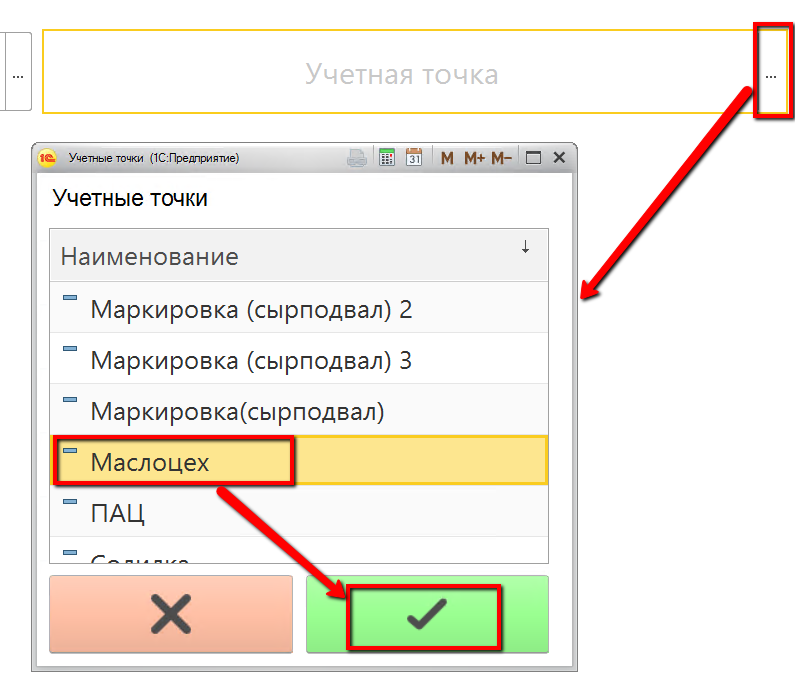 ...
Учетная точка
...
1С Учетные точки (1С:Предприятие) 31 M M+ M−
Учетные точки
Наименование ↓
Маркировка (сырподвал) 2
Маркировка (сырподвал) 3
Маркировка(сырподвал)
Маслоцех
ПАЦ